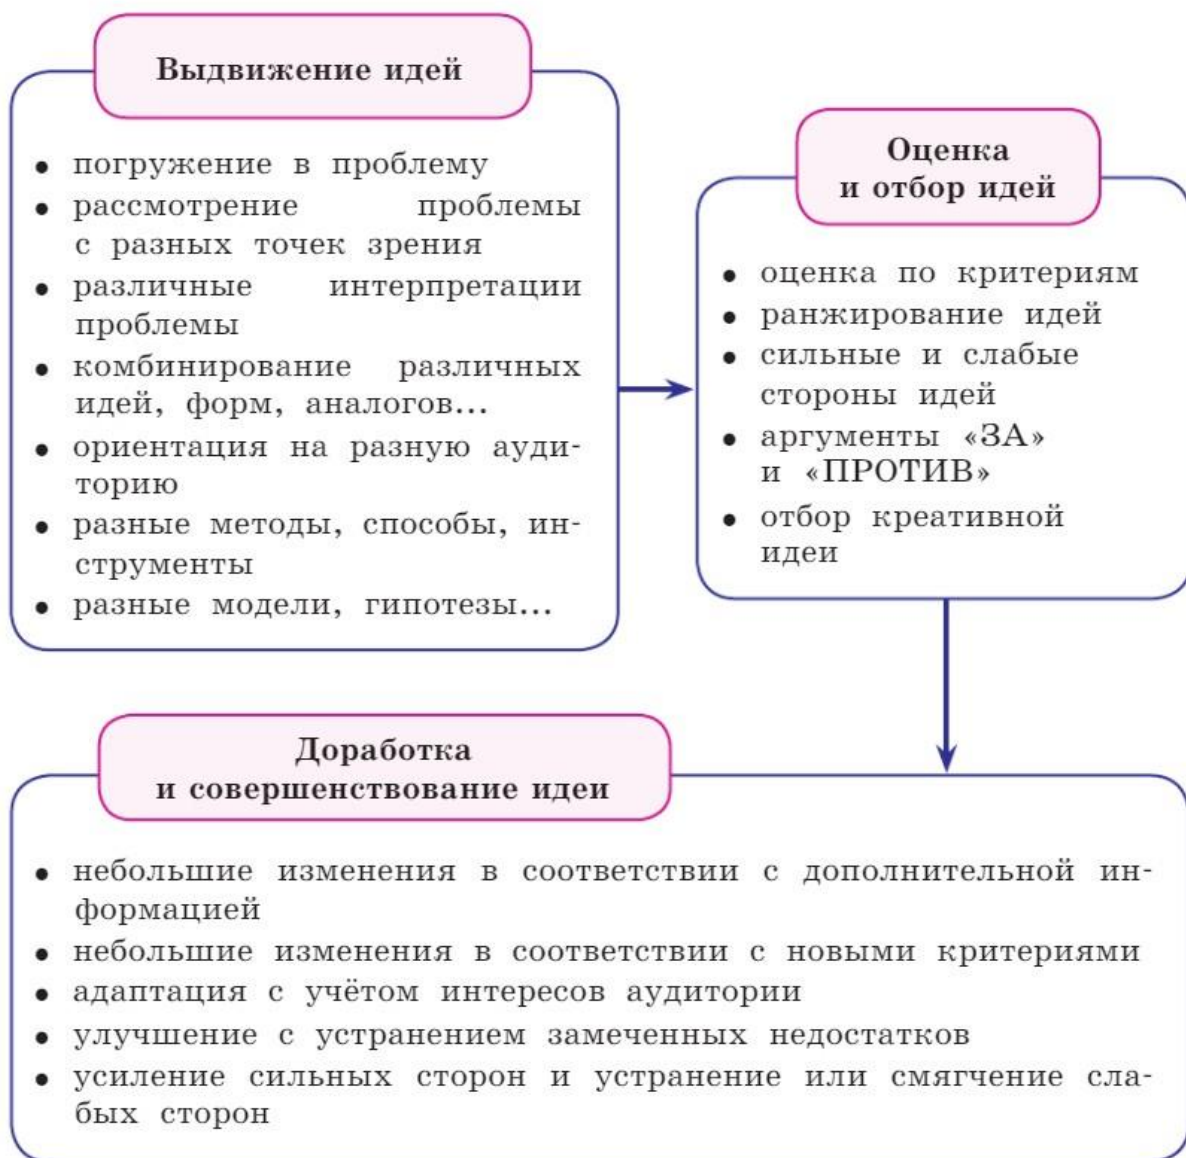 Выдвижение идей
• погружение в проблему
• рассмотрение проблемы
с разных точек зрения
• различные интерпретации
проблемы
• комбинирование различных
идей, форм, аналогов...
• ориентация на разную ауди-
торию
• разные методы, способы, ин-
струменты
• разные модели, гипотезы...
Оценка
и отбор идей
• оценка по критериям
• ранжирование идей
• сильные и слабые
стороны идей
• аргументы «ЗА»
и «ПРОТИВ»
• отбор креативной
идеи
Доработка
и совершенствование идеи
• небольшие изменения в соответствии с дополнительной ин-
формацией
• небольшие изменения в соответствии с новыми критериями
• адаптация с учётом интересов аудитории
• улучшение с устранением замеченных недостатков
• усиление сильных сторон и устранение или смягчение сла-
бых сторон